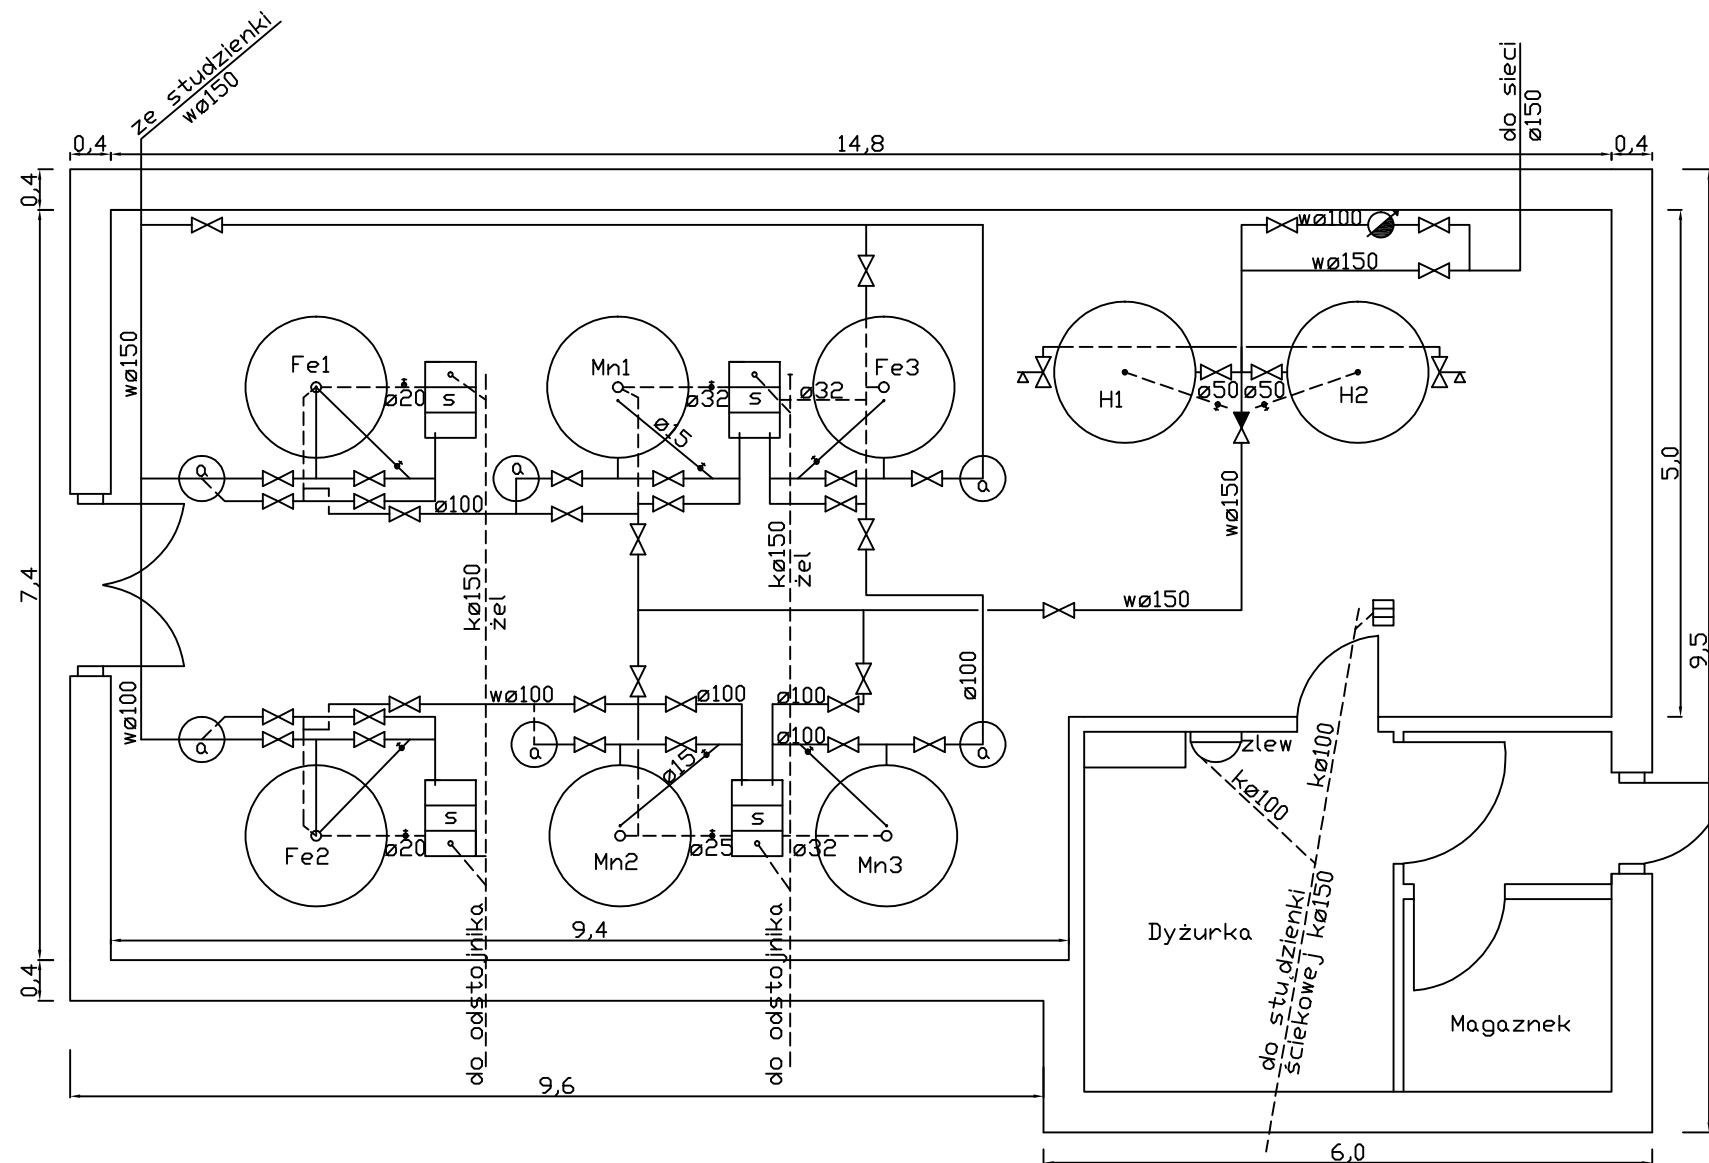 ze studzienki
wø150
do sieci
ø150
0,4
14,8
0,4
0,4
wø100
wø150
wø150
Fe1
ø20
s
Mn1
ø32
s
ø32
Fe3
ø15
H1
ø50
ø50
H2
a
a
a
ø100
7,4
kø150
żel
kø150
żel
wø150
wø150
5,0
9,5
wø100
a
wø100
ø100
ø100
ø100
ø100
a
a
ø15
zlew
kø100
kø100
Fe2
ø20
s
Mn2
ø25
s
ø32
Mn3
9,4
0,4
do odstojnika
do odstojnika
Dyżurka
do studzienki
ściekowej kø150
Magaznek
9,6
6,0